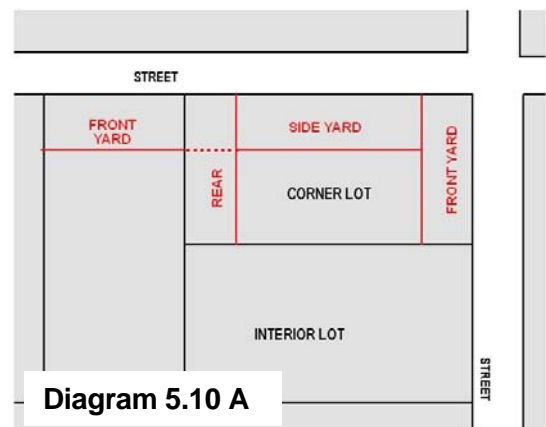 STREET
FRONT
YARD
SIDE YARD
REAR
CORNER LOT
FRONT YARD
INTERIOR LOT
STREET
Diagram 5.10 A